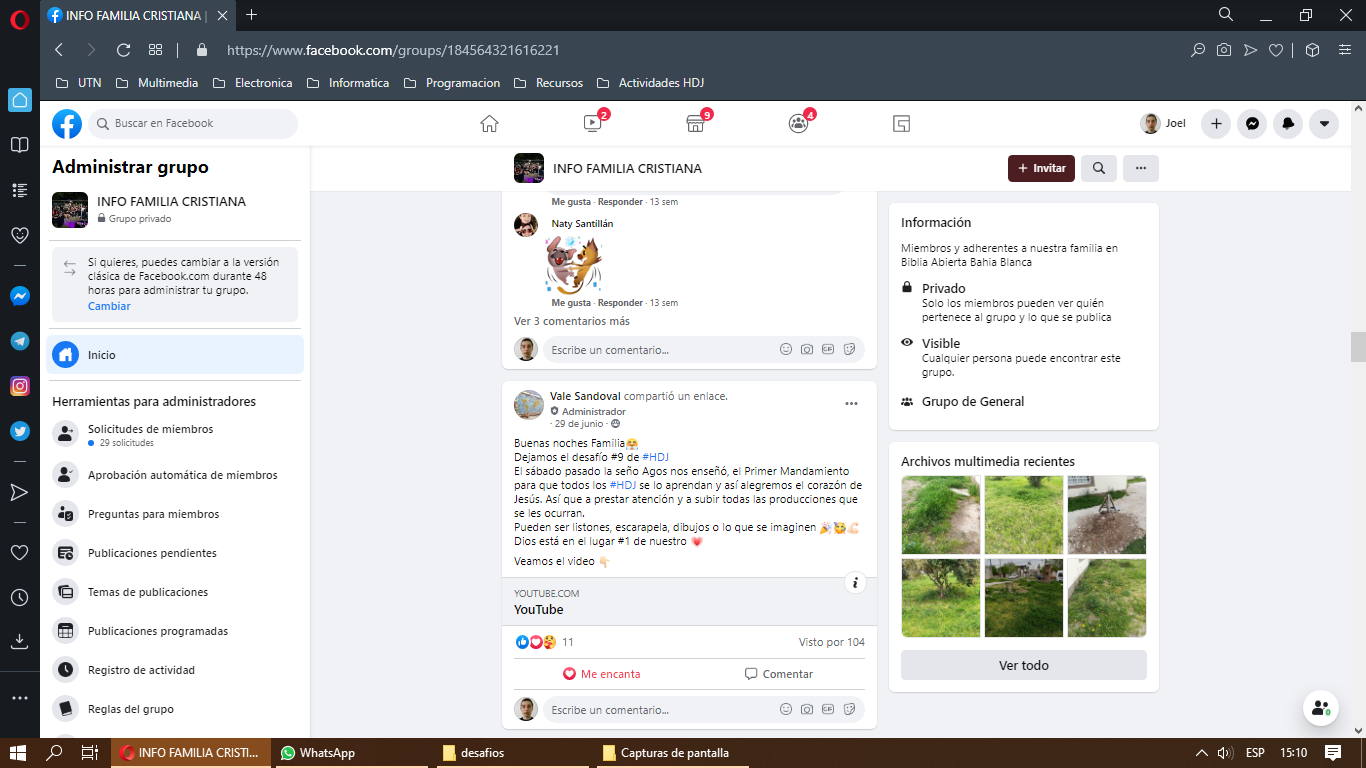 INFO FAMILIA CRISTIANA |
https://www.facebook.com/groups/184564321616221
UTN
Multimedia
Electronica
Informatica
Programacion
Recursos
Actividades HDJ
Buscar en Facebook
2
9
4
Joel
Administrar grupo
INFO FAMILIA CRISTIANA
Grupo privado
Si quieres, puedes cambiar a la versión
clásica de Facebook.com durante 48
horas para administrar tu grupo.
Cambiar
Inicio
Herramientas para administradores
Solicitudes de miembros
29 solicitudes
Aprobación automática de miembros
Preguntas para miembros
Publicaciones pendientes
Temas de publicaciones
Publicaciones programadas
Registro de actividad
Reglas del grupo
INFO FAMILIA CRISTIANA
+ Invitar
Me gusta · Responder · 13 sem
Naty Santillán
Me gusta · Responder · 13 sem
Ver 3 comentarios más
Escribe un comentario...
GIF
Vale Sandoval compartió un enlace.
Administrador
· 29 de junio ·
Buenas noches Familia
Dejamos el desafío #9 de #HDJ
El sábado pasado la seño Agos nos enseñó, el Primer Mandamiento
para que todos los #HDJ se lo aprendan y así alegremos el corazón de
Jesús. Así que a prestar atención y a subir todas las producciones que
se les ocurran.
Pueden ser listones, escarapela, dibujos o lo que se imaginen
Dios está en el lugar #1 de nuestro
Veamos el video
YOUTUBE.COM
YouTube
11
Visto por 104
Me encanta
Comentar
Escribe un comentario...
GIF
Información
Miembros y adherentes a nuestra familia en
Biblia Abierta Bahia Blanca
Privado
Solo los miembros pueden ver quién
pertenece al grupo y lo que se publica
Visible
Cualquier persona puede encontrar este
grupo.
Grupo de General
Archivos multimedia recientes
Ver todo
INFO FAMILIA CRISTI...
WhatsApp
desafios
Capturas de pantalla
ESP
15:10